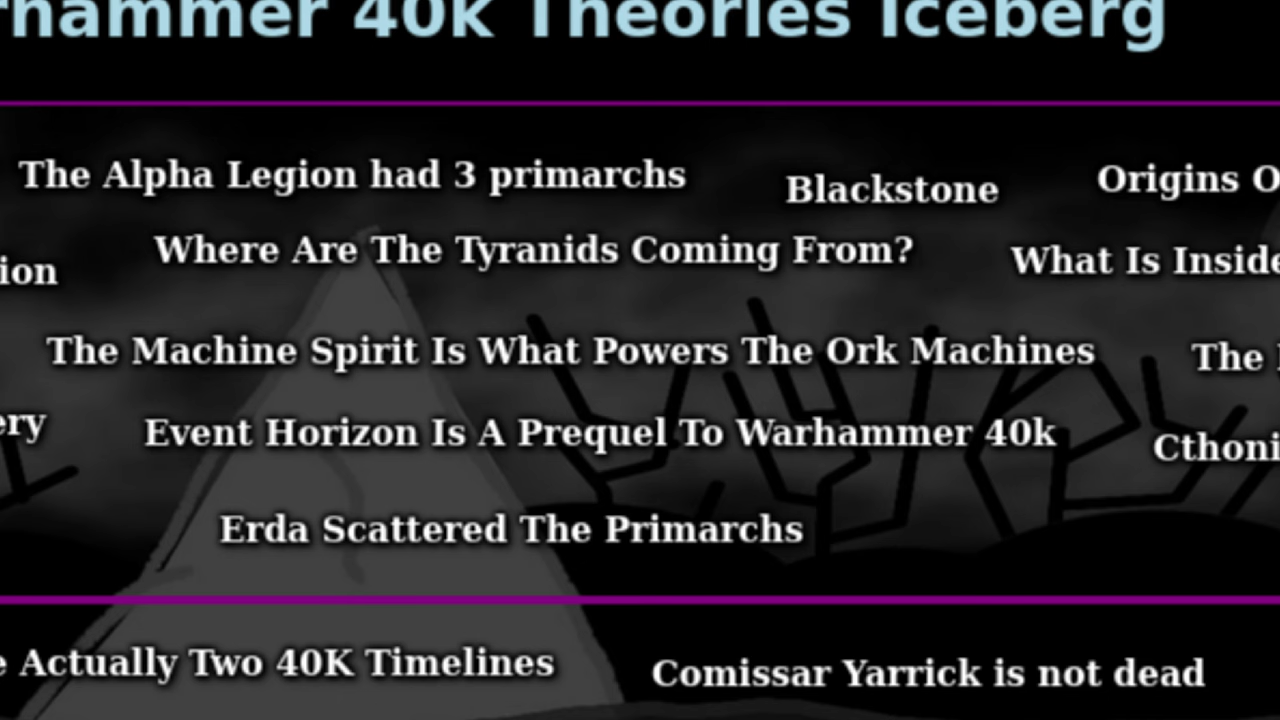 rhammer 40k Theories Iceberg
The Alpha Legion had 3 primarchs
Blackstone
Origins O
Where Are The Tyranids Coming From?
What Is Inside
ion
The Machine Spirit Is What Powers The Ork Machines
The
ery
Event Horizon Is A Prequel To Warhammer 40k
Cthoni
Erda Scattered The Primarchs
e Actually Two 40K Timelines
Comissar Yarrick is not dead